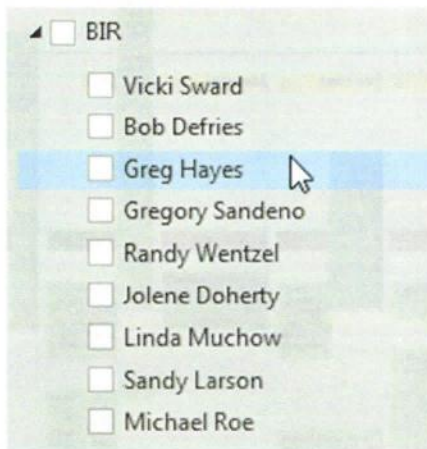 BIR
Vicki Sward
Bob Defries
Greg Hayes
Gregory Sandeno
Randy Wentzel
Jolene Doherty
Linda Muchow
Sandy Larson
Michael Roe